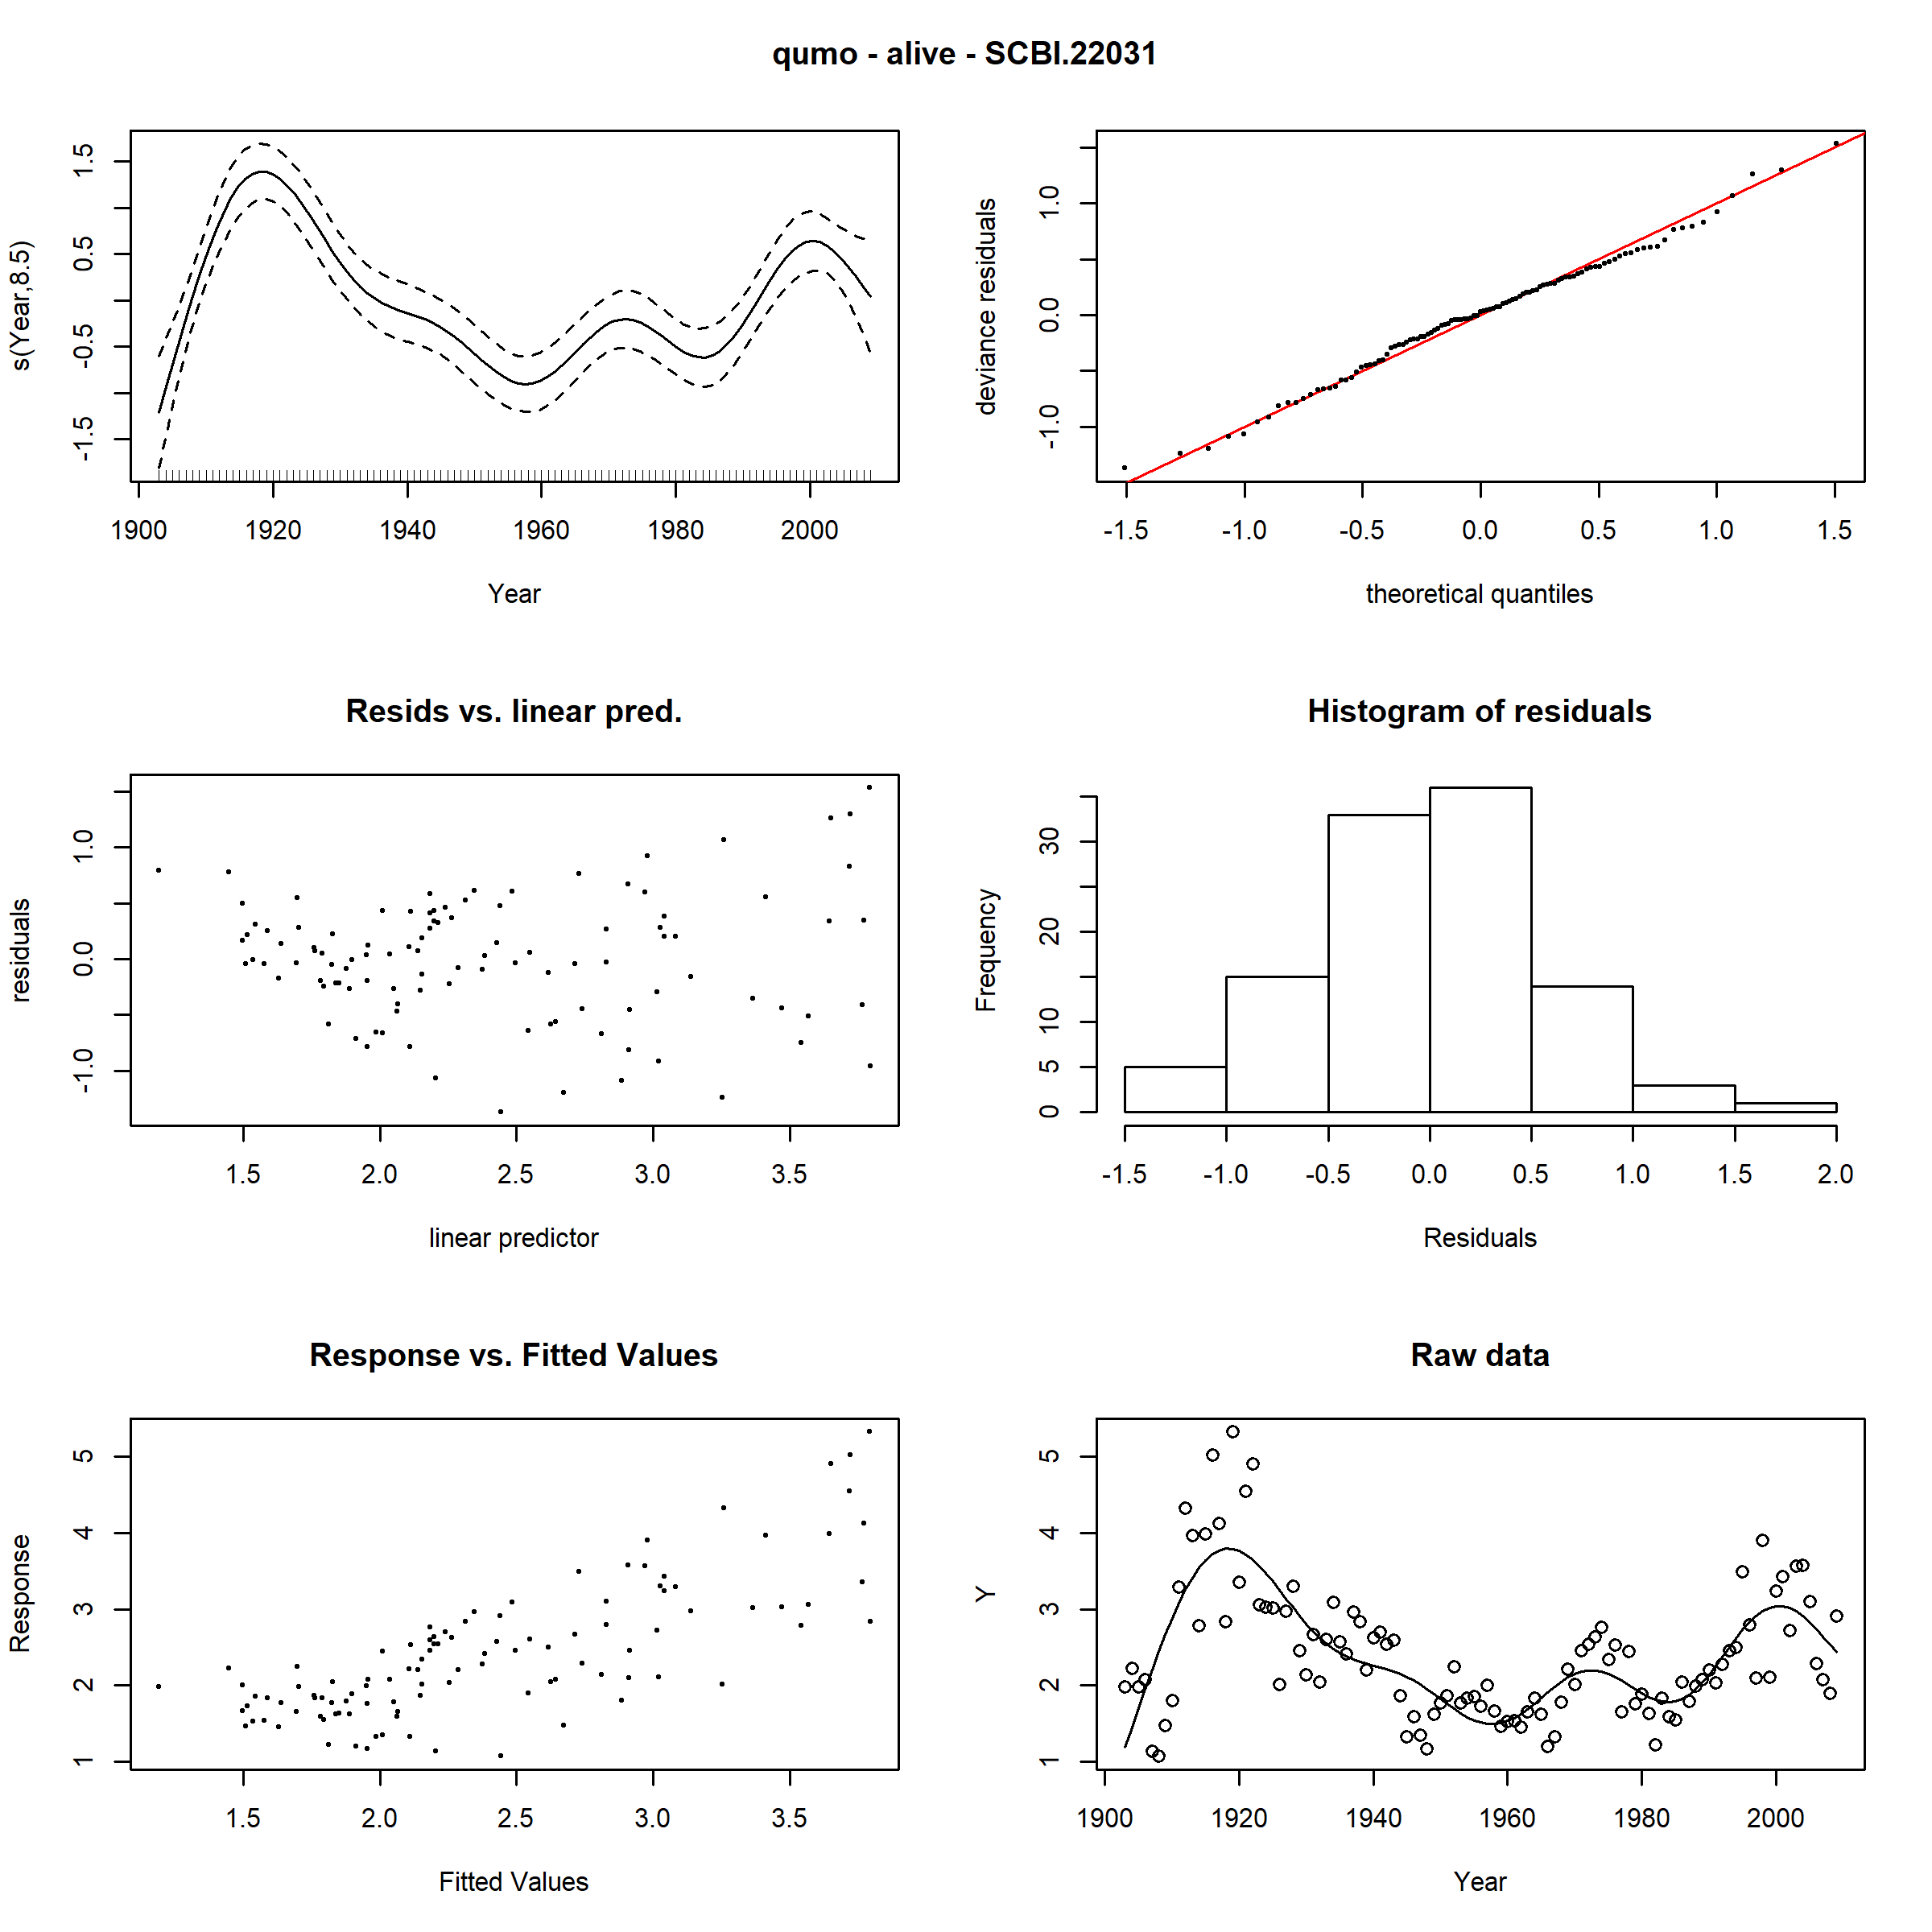 qumo - alive - SCBI.22031
s(Year,8.5)
-1.5 -0.5 0.5 1.5
1900 1920 1940 1960 1980 2000
Year
deviance residuals
-1.0 0.0 1.0
-1.5 -1.0 -0.5 0.0 0.5 1.0 1.5
theoretical quantiles
Resids vs. linear pred.
residuals
-1.0 0.0 1.0
1.5 2.0 2.5 3.0 3.5
linear predictor
Histogram of residuals
Frequency
0 5 10 20 30
-1.5 -1.0 -0.5 0.0 0.5 1.0 1.5 2.0
Residuals
Response vs. Fitted Values
Response
1 2 3 4 5
1.5 2.0 2.5 3.0 3.5
Fitted Values
Raw data
Y
1 2 3 4 5
1900 1920 1940 1960 1980 2000
Year